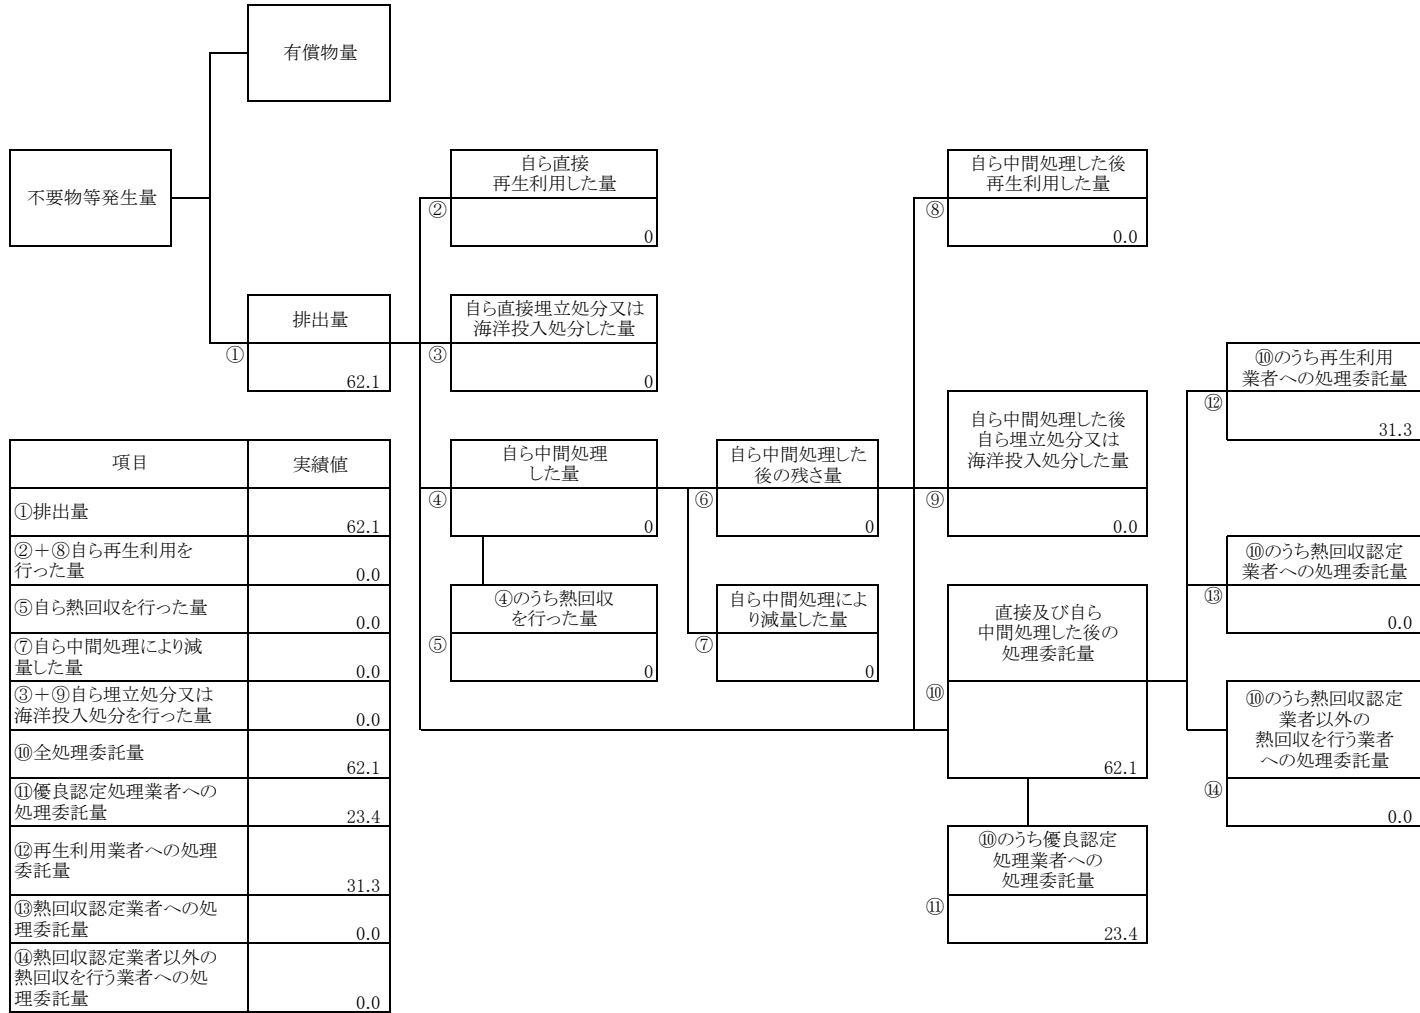 有償物量
不要物等発生量
自ら直接
再生利用した量
②
0
自ら中間処理した後
再生利用した量
⑧
0.0
排出量
①
62.1
自ら直接埋立処分又は
海洋投入処分した量
③
0
⑩のうち再生利用
業者への処理委託量
⑫
31.3
自ら中間処理
した量
④
0
自ら中間処理した
後の残さ量
⑥
0
自ら中間処理した後
自ら埋立処分又は
海洋投入処分した量
⑨
0.0
⑩のうち熱回収認定
業者への処理委託量
⑬
0.0
④のうち熱回収
を行った量
⑤
0
自ら中間処理によ
り減量した量
⑦
0
直接及び自ら
中間処理した後の
処理委託量
⑩
62.1
⑩のうち熱回収認定
業者以外の
熱回収を行う業者
への処理委託量
⑭
0.0
⑩のうち優良認定
処理業者への
処理委託量
⑪
23.4
項目 実績値
①排出量
62.1
②＋⑧自ら再生利用を
行った量
0.0
⑤自ら熱回収を行った量
0.0
⑦自ら中間処理により減
量した量
0.0
③＋⑨自ら埋立処分又は
海洋投入処分を行った量
0.0
⑩全処理委託量
62.1
⑪優良認定処理業者への
処理委託量
23.4
⑫再生利用業者への処理
委託量
31.3
⑬熱回収認定業者への処
理委託量
0.0
⑭熱回収認定業者以外の
熱回収を行う業者への処
理委託量
0.0